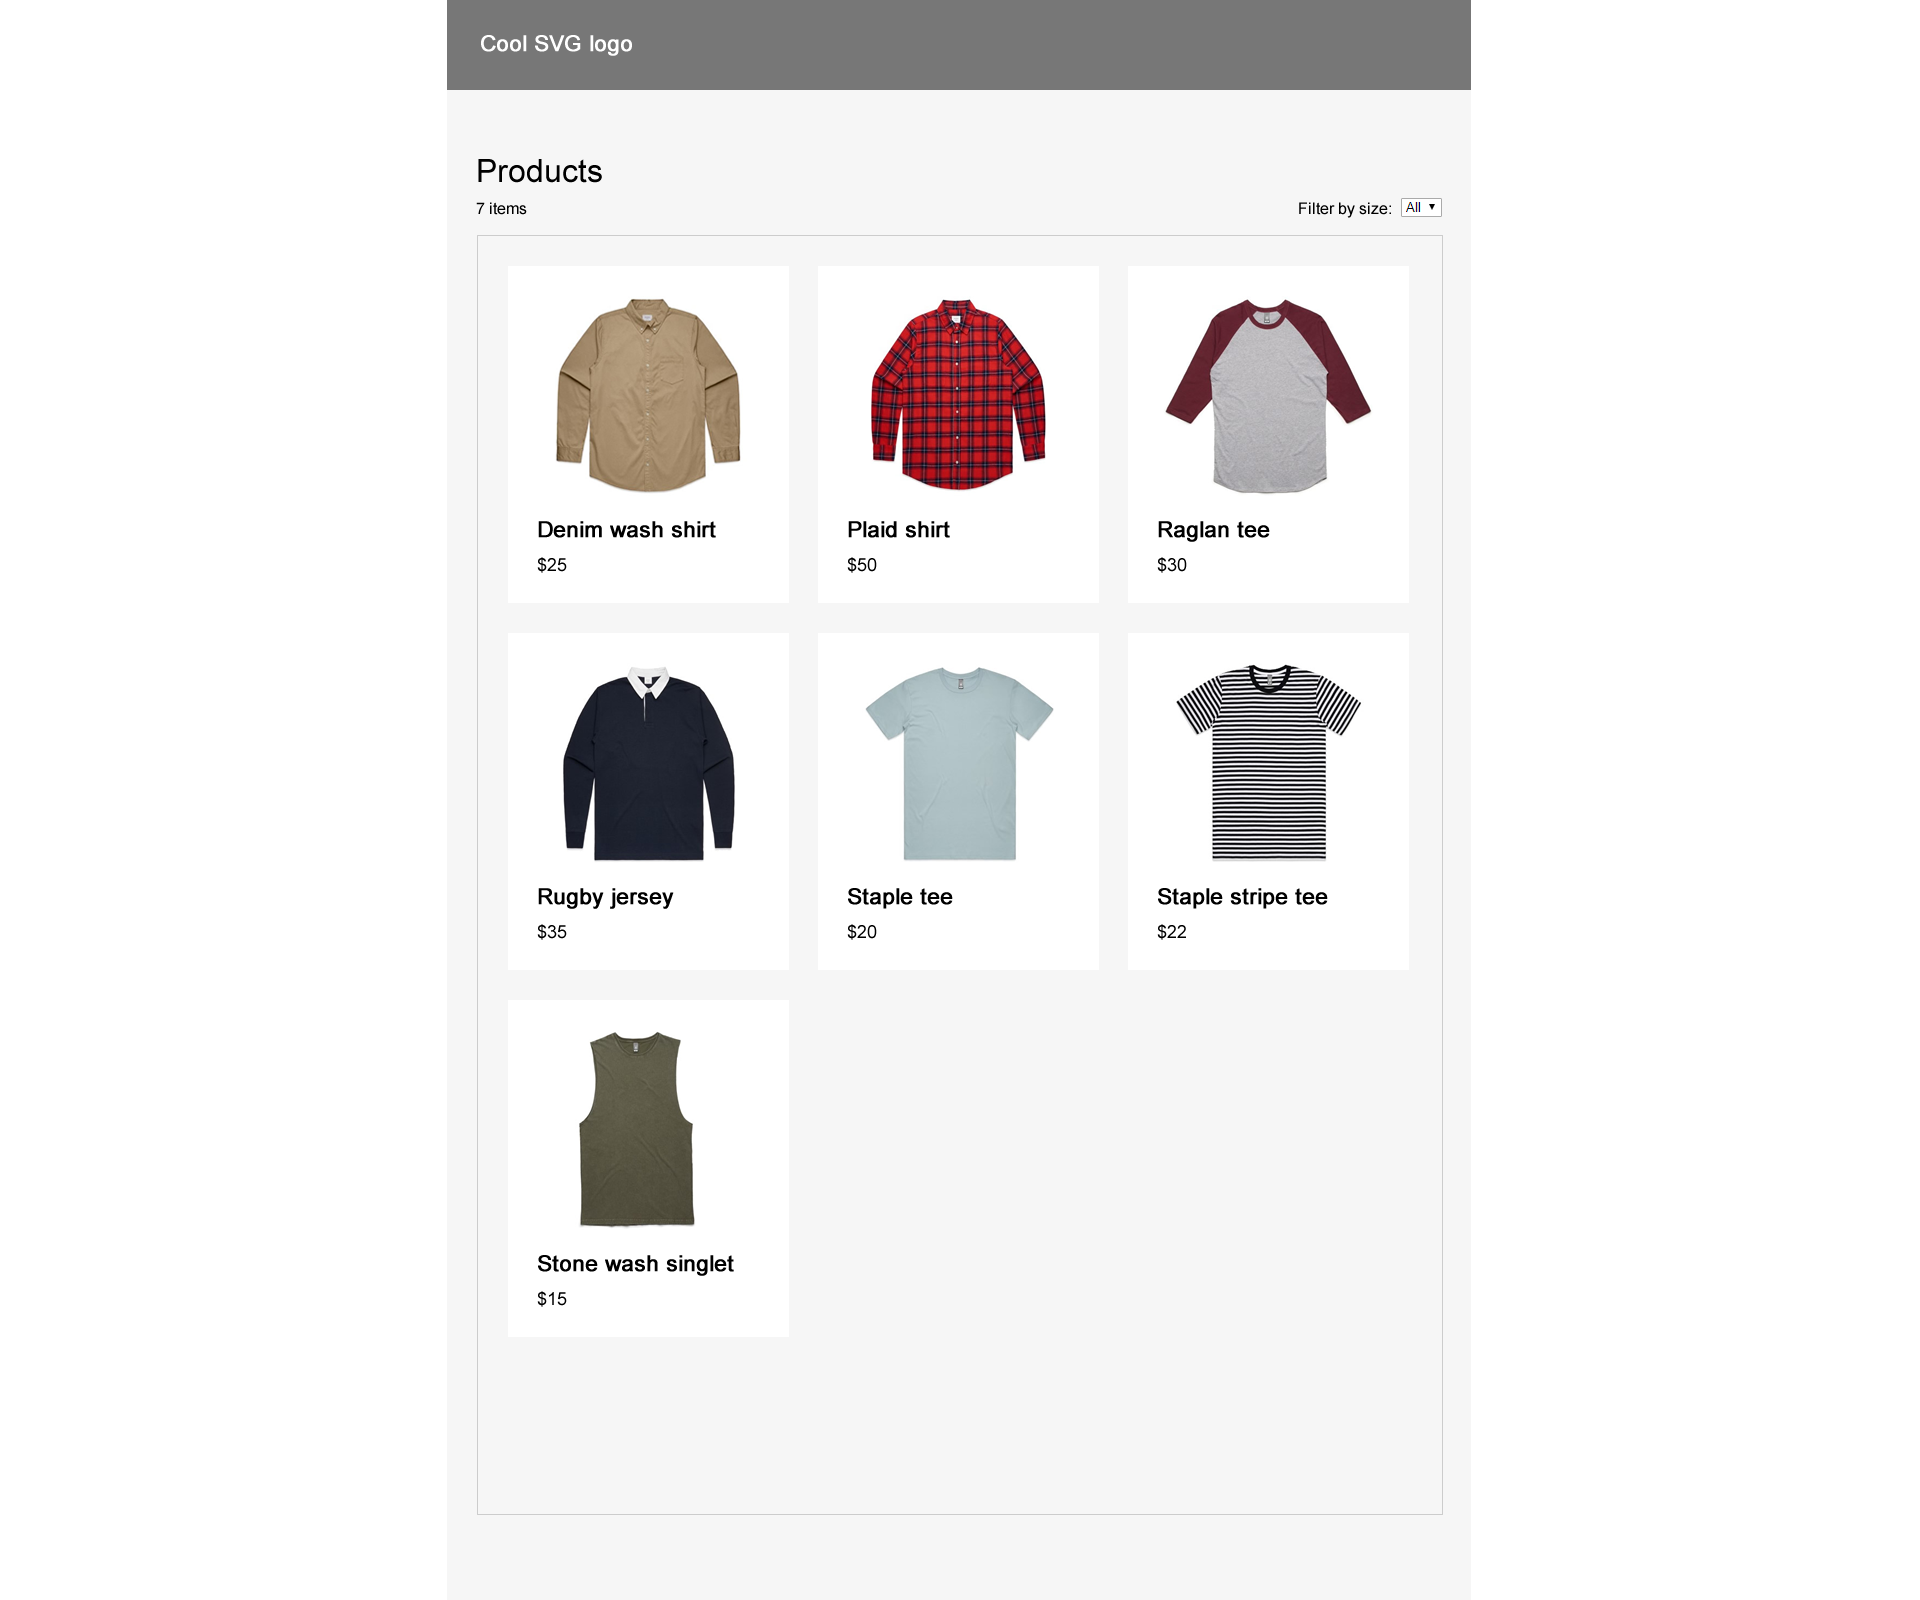 Cool SVG logo
Products
7 items
Filter by size: All
Denim wash shirt
$25
Plaid shirt
$50
Raglan tee
$30
Rugby jersey
$35
Staple tee
$20
Staple stripe tee
$22
Stone wash singlet
$15